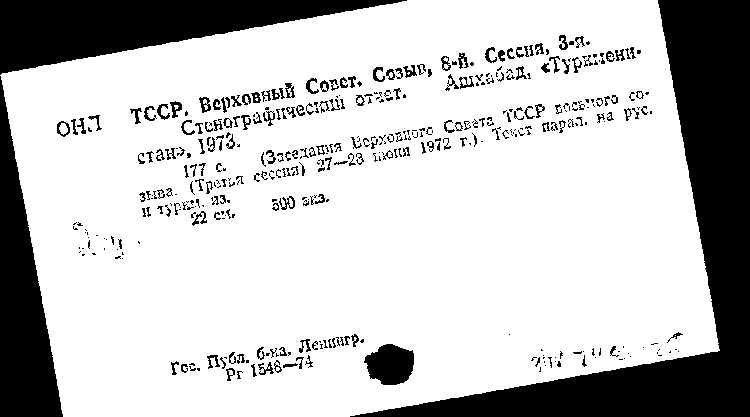 ОНЛ ТССР. Верховный Совет. Созыв, 8-й. Сессия, 3-я.
Стенографический отчет. Ашхабад, «Туркмени-
стан», 1973.
177 с. (Заседания Верховного Совета ТССР восьмого со-
зыва. (Третья сессия) 27—28 июня 1972 г.). Текст парал. на рус.
и туркм. яз.
22 см. 500 экз.
Гос. Публ. б-ка. Ленингр.
Рг 1548—74